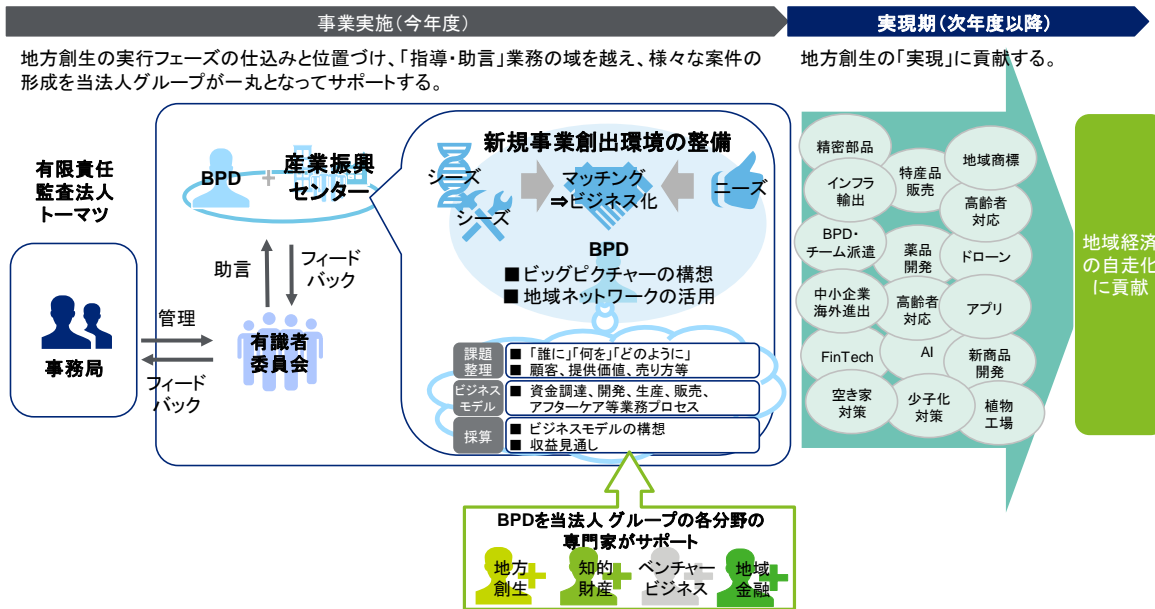 事業実施（今年度）
実現期（次年度以降）
地方創生の実行フェーズの仕込みと位置づけ、「指導・助言」業務の域を越え、様々な案件の
形成を当法人グループが一丸となってサポートする。
地方創生の「実現」に貢献する。
有限責任
監査法人
トーマツ
事務局
管理
フィード
バック
BPD
産業振興
センター
助言
フィード
バック
有識者
委員会
新規事業創出環境の整備
シーズ
シーズ
マッチング
⇒ビジネス化
ニーズ
BPD
■ ビッグピクチャーの構想
■ 地域ネットワークの活用
課題
整理
■ 「誰に」「何を」「どのように」
■ 顧客、提供価値、売り方等
ビジネス
モデル
■ 資金調達、開発、生産、販売、
アフターケア等業務プロセス
採算
■ ビジネスモデルの構想
■ 収益見通し
BPDを当法人 グループの各分野の
専門家がサポート
地方
創生
知的
財産
ベンチャー
ビジネス
地域
金融
精密部品
特産品
販売
地域商標
インフラ
輸出
高齢者
対応
BPD・
チーム派遣
薬品
開発
ドローン
中小企業
海外進出
高齢者
対応
アプリ
FinTech
AI
新商品
開発
空き家
対策
少子化
対策
植物
工場
地域経済
の自走化
に貢献